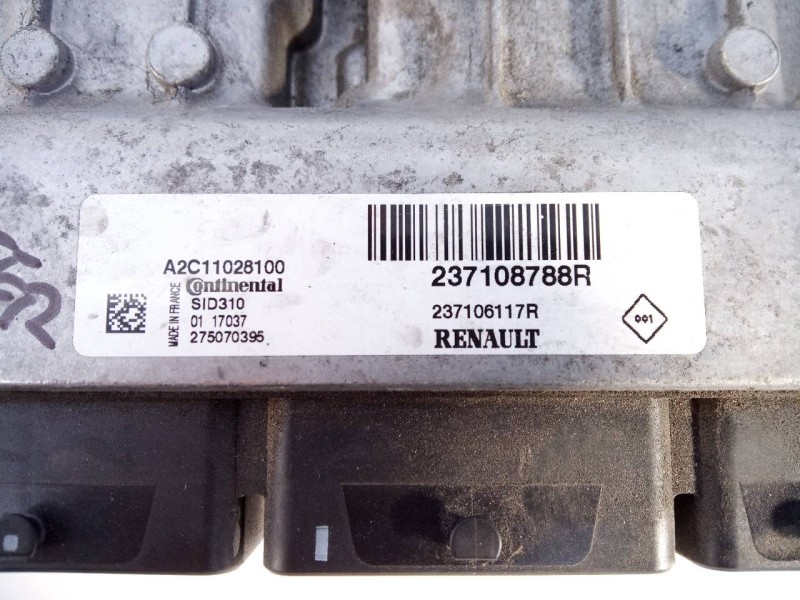 A2C11028100
Continental
SID310
01 17037
275070395
MADE IN FRANCE
237108788R
237106117R
RENAULT
001